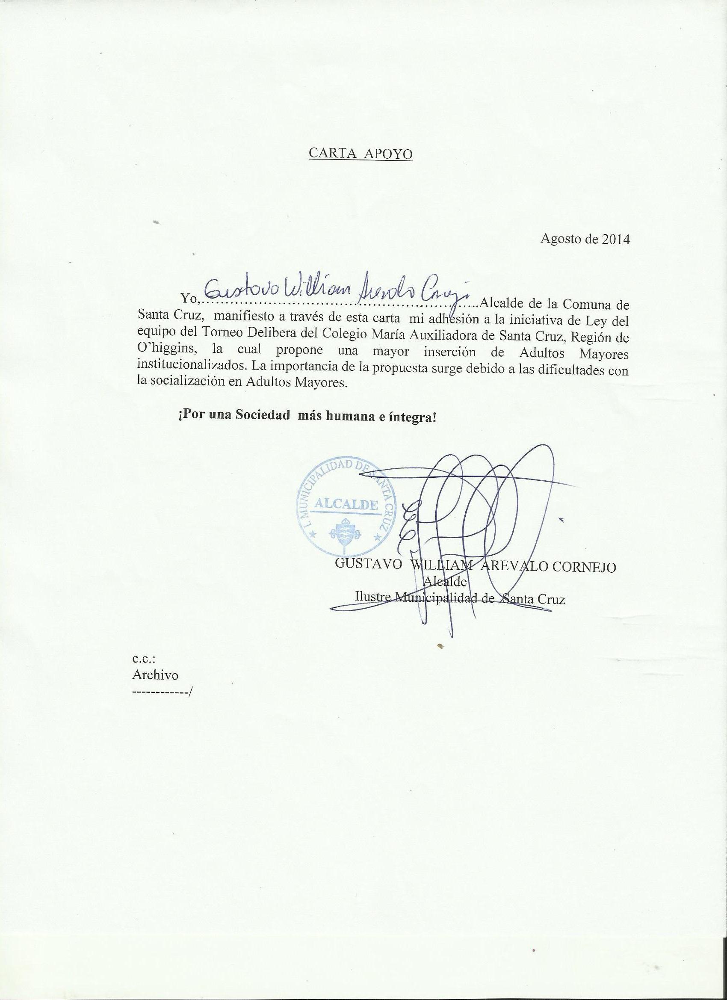 CARTA APOYO
Agosto de 2014
Yo, Gustavo William Arevalo Cornejo Alcalde de la Comuna de
Santa Cruz, manifiesto a través de esta carta mi adhesión a la iniciativa de Ley del
equipo del Torneo Delibera del Colegio María Auxiliadora de Santa Cruz, Región de
O’higgins, la cual propone una mayor inserción de Adultos Mayores
institucionalizados. La importancia de la propuesta surge debido a las dificultades con
la socialización en Adultos Mayores.
¡Por una Sociedad más humana e íntegra!
I. MUNICIPALIDAD DE SANTA CRUZ
ALCALDE
GUSTAVO WILLIAM AREVALO CORNEJO
Alcalde
Ilustre Municipalidad de Santa Cruz
c.c.:
Archivo
------------/